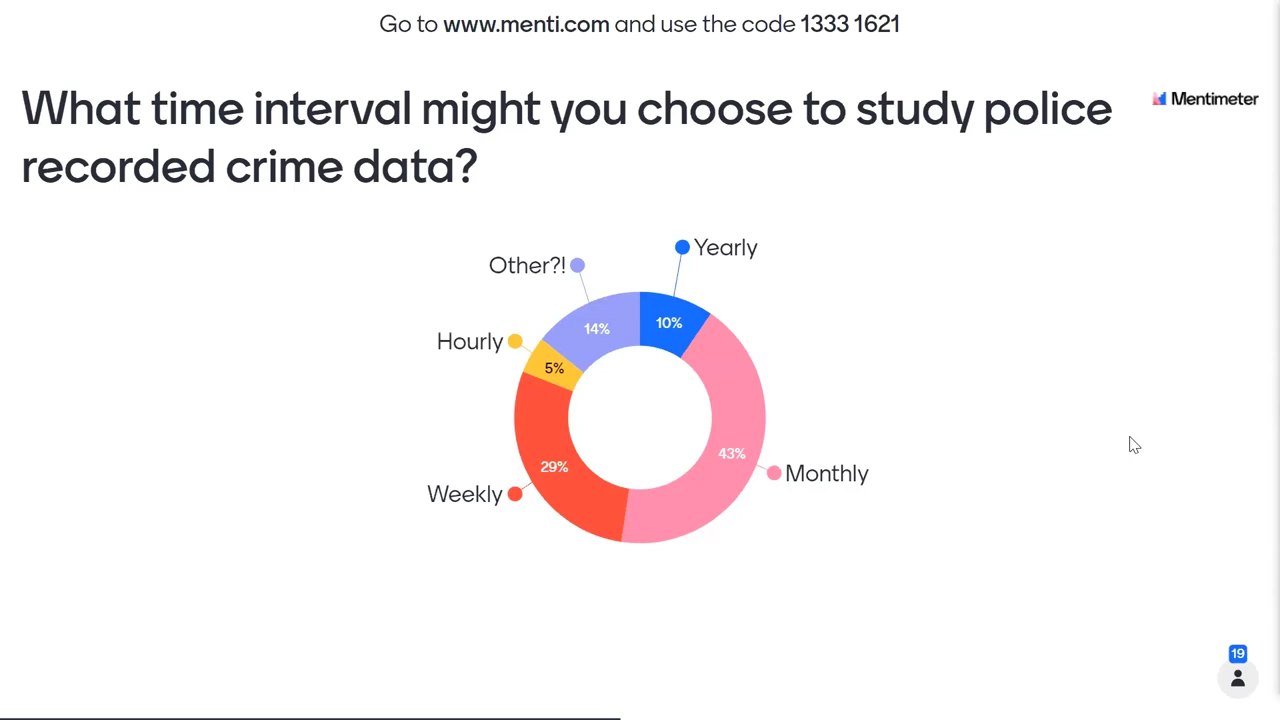 Go to www.menti.com and use the code 1333 1621
What time interval might you choose to study police
recorded crime data?
Mentimeter
Yearly
Other?!
10%
14%
Hourly
5%
43%
29%
Monthly
Weekly
19